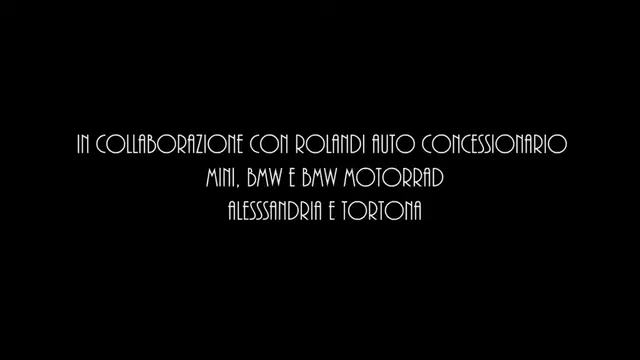 IN COLLABORAZIONE CON ROLANDI AUTO CONCESSIONARIO
MINI, BMW E BMW MOTORRAD
ALESSSANDRIA E TORTONA